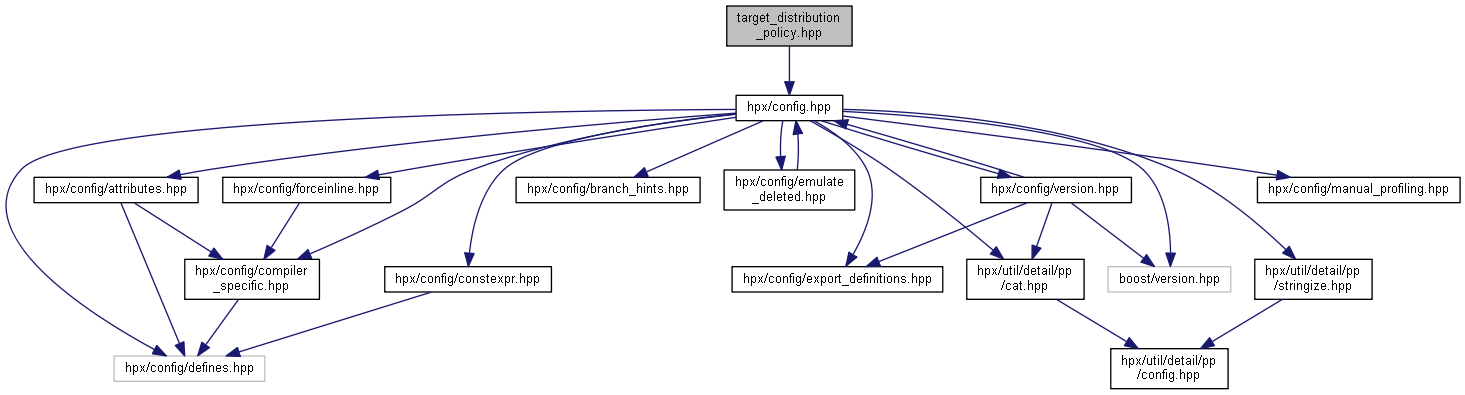 target_distribution
_policy.hpp
hpx/config.hpp
hpx/config/attributes.hpp
hpx/config/forceinline.hpp
hpx/config/branch_hints.hpp
hpx/config/emulate
_deleted.hpp
hpx/config/version.hpp
hpx/config/manual_profiling.hpp
hpx/config/compiler
_specific.hpp
hpx/config/constexpr.hpp
hpx/config/export_definitions.hpp
hpx/util/detail/pp
/cat.hpp
boost/version.hpp
hpx/util/detail/pp
/stringize.hpp
hpx/config/defines.hpp
hpx/util/detail/pp
/config.hpp